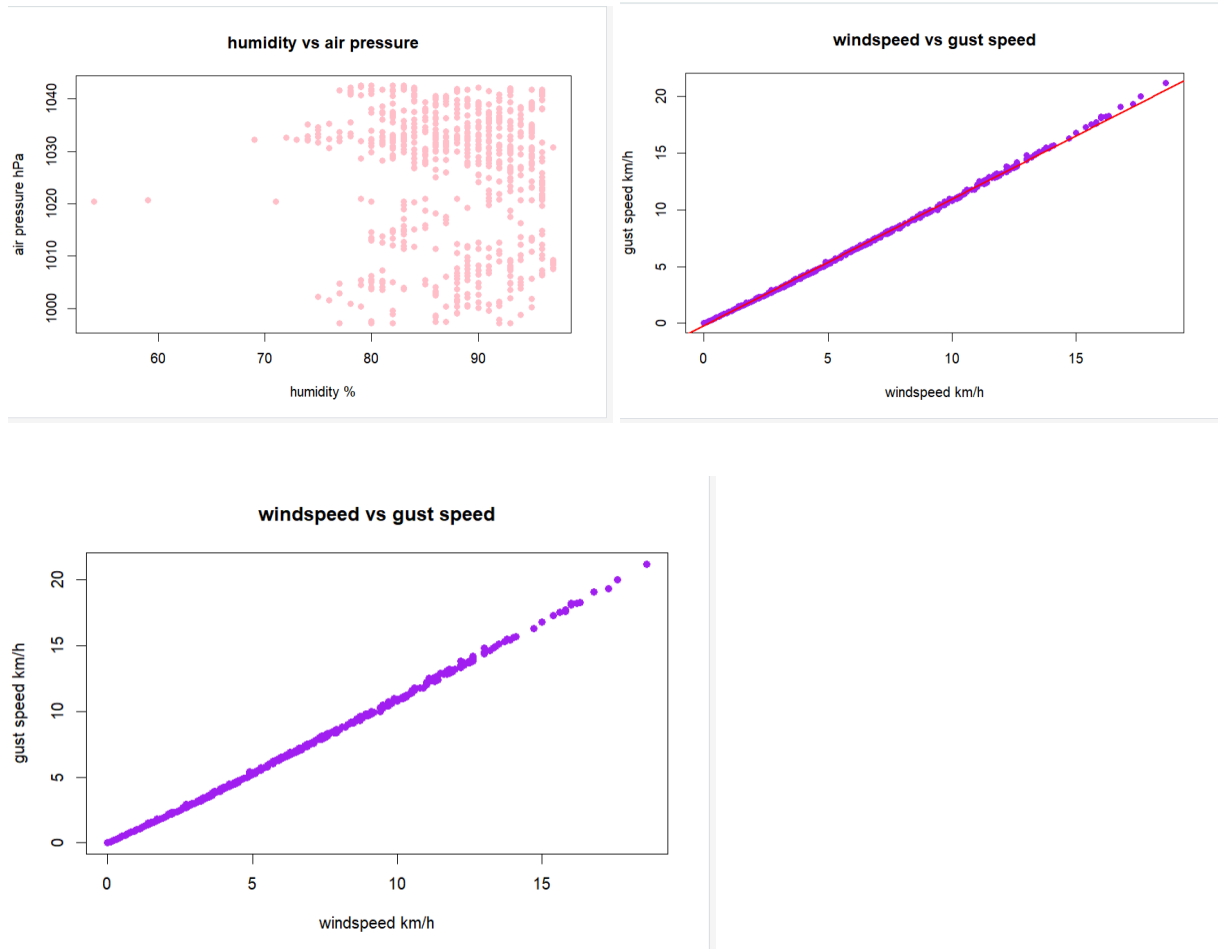 humidity vs air pressure
air pressure hPa
1040
1030
1020
1010
1000
60 70 80 90
humidity %
windspeed vs gust speed
gust speed km/h
20
15
10
5
0
0 5 10 15
windspeed km/h
windspeed vs gust speed
gust speed km/h
20
15
10
5
0
0 5 10 15
windspeed km/h